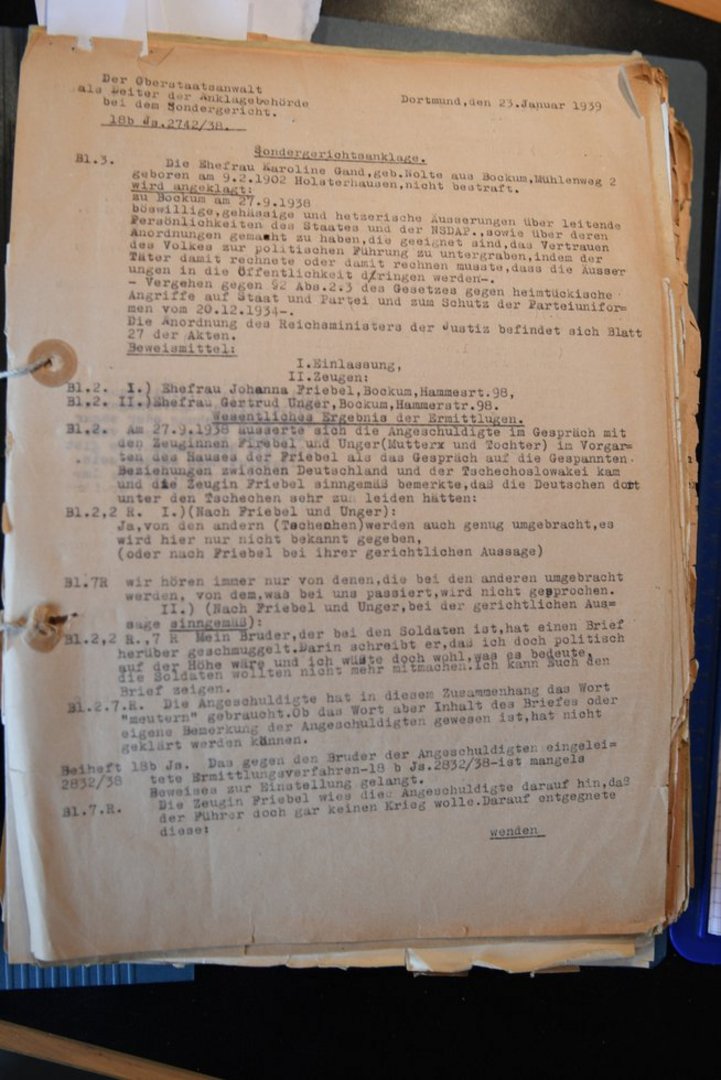 Der Oberstaatsanwalt
als Leiter der Anklagebehörde
bei dem Sondergericht.
18b Js.2742/38.
Dortmund,den 23.Januar 1939
Sondergerichtsanklage.
Bl.3. Die Ehefrau Karoline Gand,geb.Nolte aus Bockum,Mühlenweg 2
geboren am 9.2.1902 Holsterhausen,nicht bestraft.
wird angeklagt:
zu Bockum am 27.9.1938
böswillige,gehässige und hetzerische Äusserungen über leitende
Persönlichkeiten des Staates und der NSDAP.,sowie über deren
Anordnungen gemacht zu haben,die geeignet sind,das Vertrauen
des Volkes zur politischen Führung zu untergraben,indem der
Täter damit rechnete oder damit rechnen musste,dass die Äusser
ungen in die Öffentlichkeit dringen werden-.
- Vergehen gegen §2 Abs.2.3 des Gesetzes gegen heimtückische
Angriffe auf Staat und Partei und zum Schutz der Parteiunifor=
men vom 20.12.1934-.
Die Anordnung des Reichsministers der Justiz befindet sich Blatt
27 der Akten.
Beweismittel:
I.Einlassung,
II.Zeugen:
Bl.2. I.) Ehefrau Johanna Friebel,Bockum,Hammesrt.98,
Bl.2. II.)Ehefrau Gertrud Unger,Bockum,Hammerstr.98.
Wesentliches Ergebnis der Ermittlugen.
Bl.2. Am 27.9.1938 äusserte sich die Angeschuldigte im Gespräch mit
den Zeuginnen Firebel und Unger(Mutterx und Tochter) im Vorgar=
ten des Hauses der Friebel als das Gespräch auf die Gespannten
Beziehungen zwischen Deutschland und der Tschechoslowakei kam
und die Zeugin Friebel sinngemäß bemerkte,daß die Deutschen dort
unter den Tschechen sehr zu leiden hätten:
Bl.2,2 R. I.)(Nach Friebel und Unger):
Ja,von den andern (Tschechen)werden auch genug umgebracht,es
wird hier nur nicht bekannt gegeben,
(oder nach Friebel bei ihrer gerichtlichen Aussage)
Bl.7R wir hören immer nur von denen,die bei den anderen umgebracht
werden, von dem,was bei uns passiert,wird nicht gesprochen.
II.) (Nach Friebel und Unger,bei der gerichtlichen Aus=
sage sinngemäß):
Bl.2,2 R.,7 R Mein Bruder,der bei den Soldaten ist,hat einen Brief
herüber geschmuggelt.Darin schreibt er,daß ich doch politisch
auf der Höhe wäre und ich wüßte doch wohl,was es bedeute,
die Soldaten wollten nicht mehr mitmachen.Ich kann Euch den
Brief zeigen.
Bl.2.7.R. Die Angeschuldigte hat in diesem Zusammenhang das Wort
"meutern" gebraucht.Ob das Wort aber Inhalt des Briefes oder
eigene Bemerkung der Angeschuldigten gewesen ist,hat nicht
geklärt werden können.
Beiheft 18b Js. Das gegen den Bruder der Angeschuldigten eingelei=
2832/38 tete Ermittlungsverfahren-18 b Js.2832/38-ist mangels
Beweises zur Einstellung gelangt.
Bl.7.R. Die Zeugin Friebel wies die Angeschuldigte darauf hin,daß
der Führer doch gar keinen Krieg wolle.Darauf entgegnete
diese:
wenden